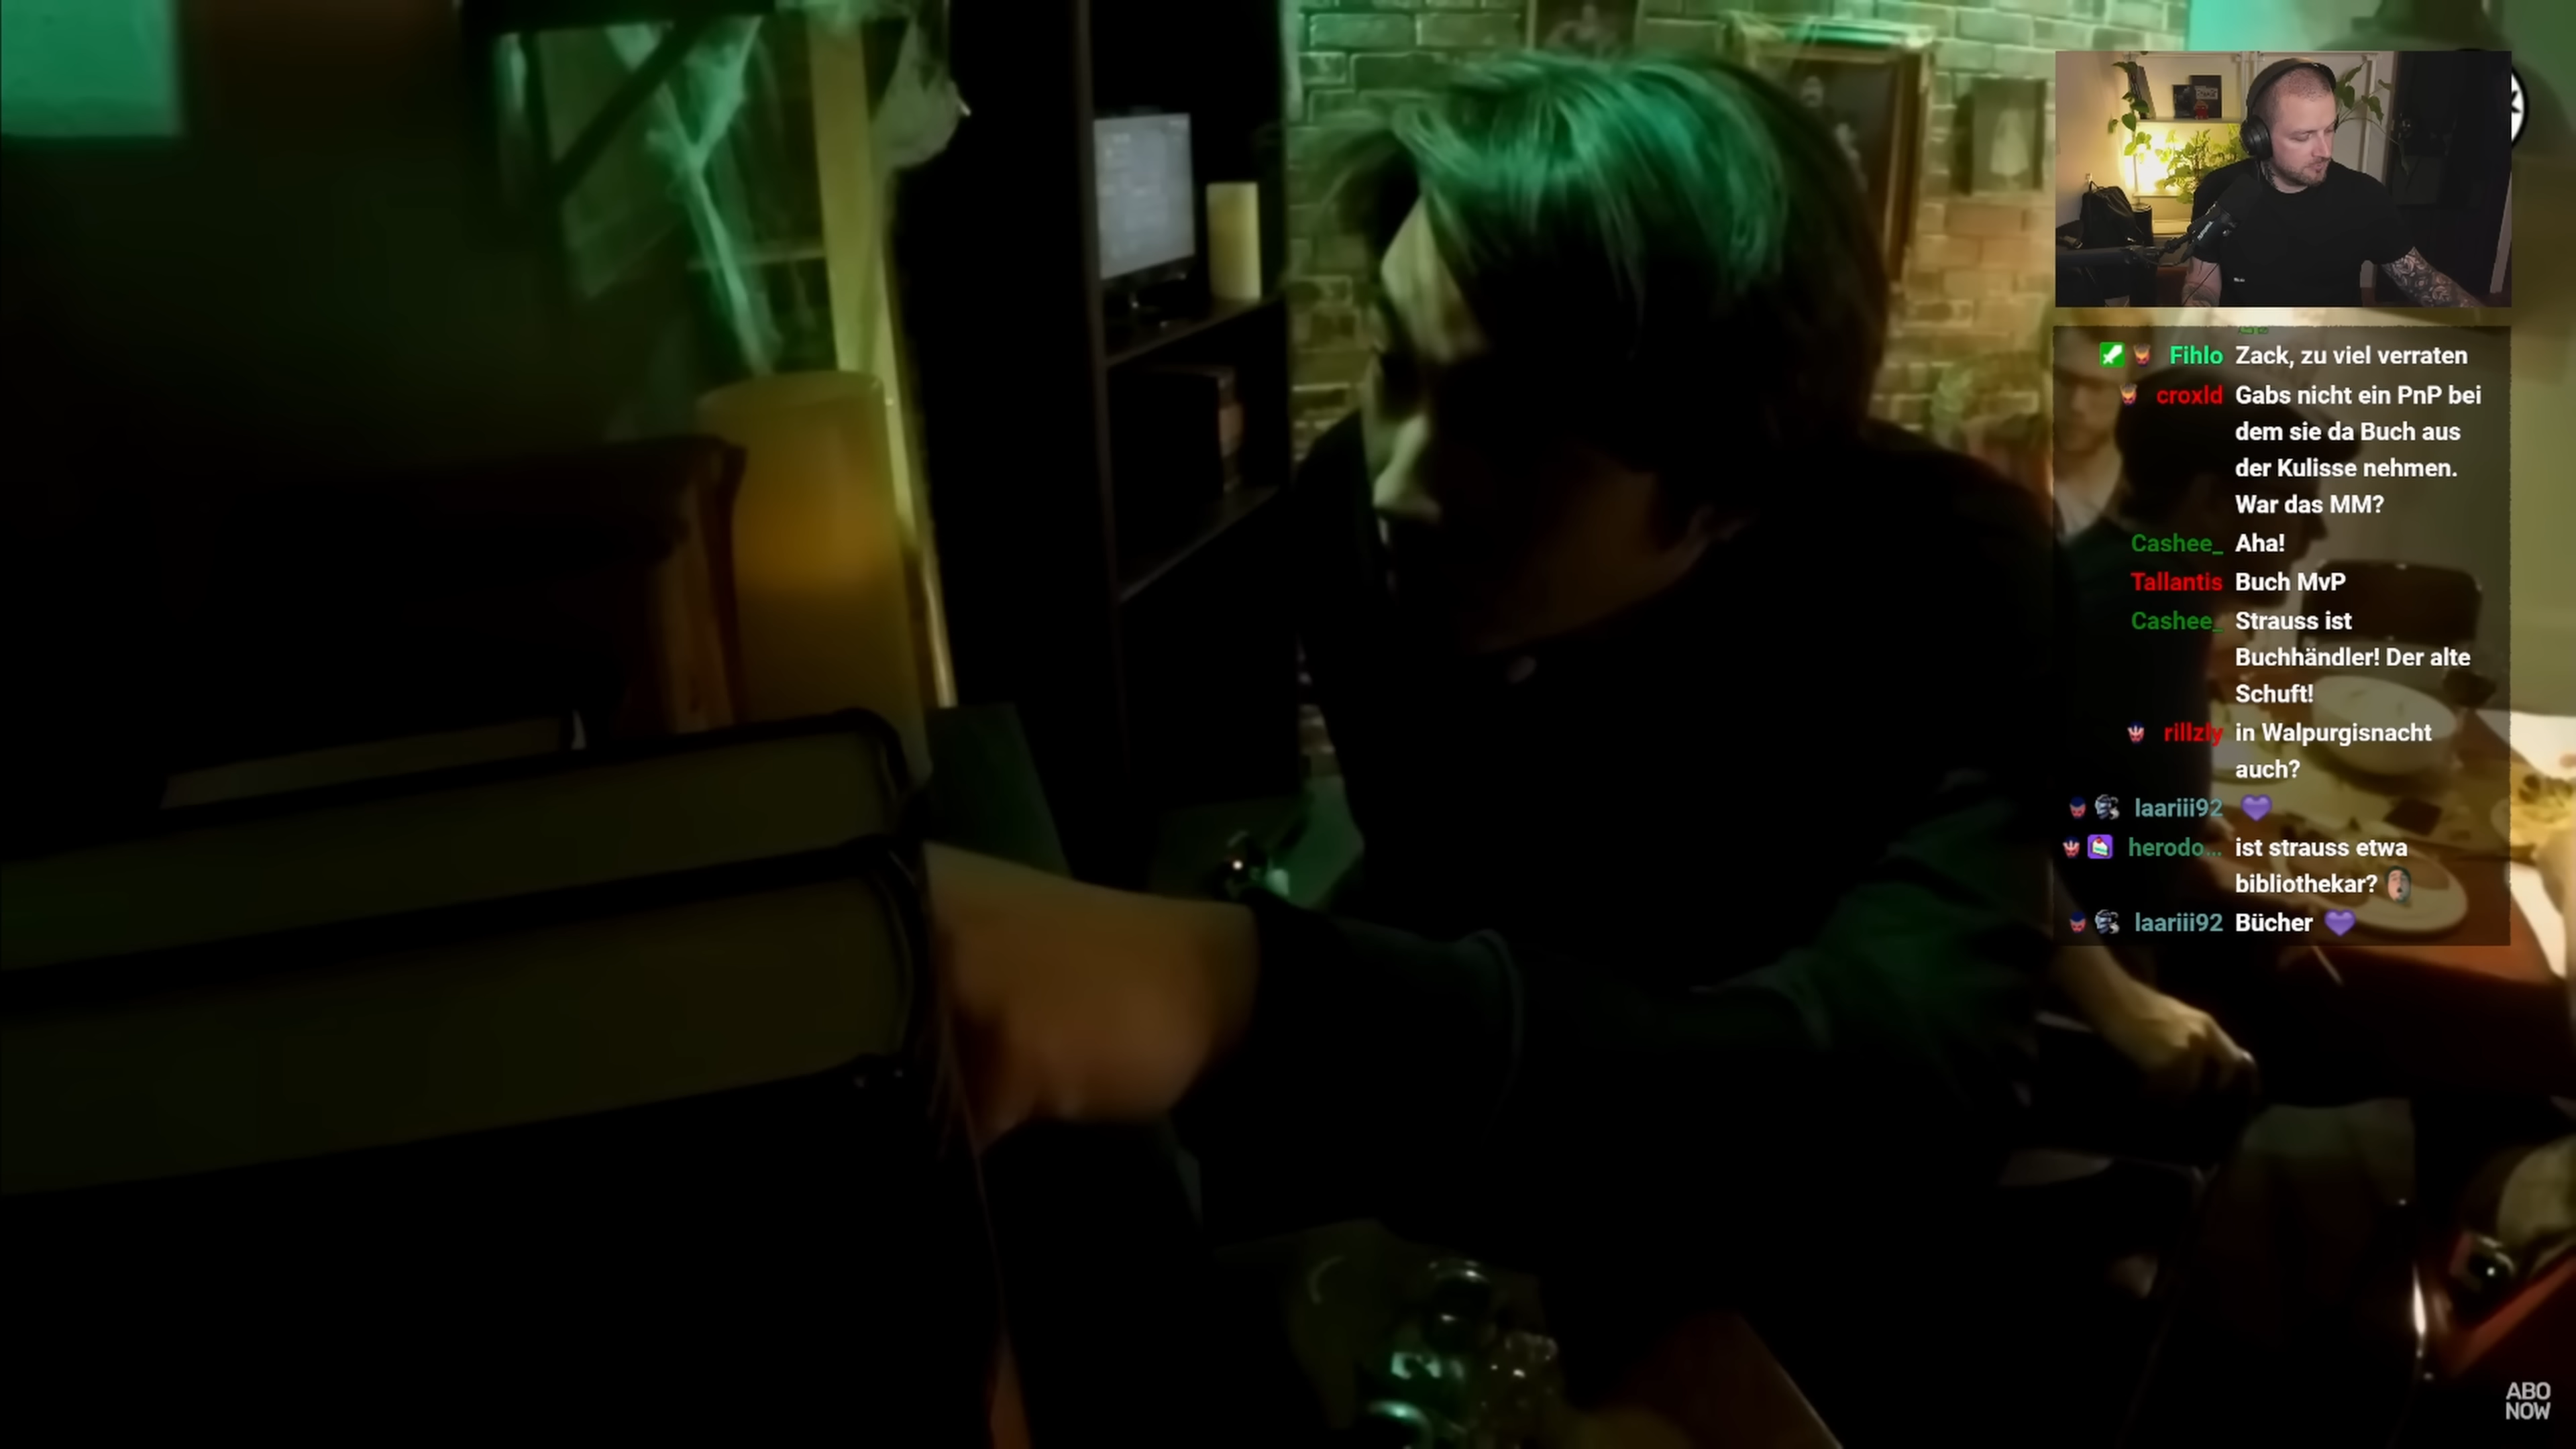 Fihlo Zack, zu viel verraten
croxld Gabs nicht ein PnP bei
dem sie da Buch aus
der Kulisse nehmen.
War das MM?
Cashee_ Aha!
Tallantis Buch MvP
Cashee_ Strauss ist
Buchhändler! Der alte
Schuft!
rillzly in Walpurgisnacht
auch?
laariii92
herodo... ist strauss etwa
bibliothekar?
laariii92 Bücher
ABO
NOW